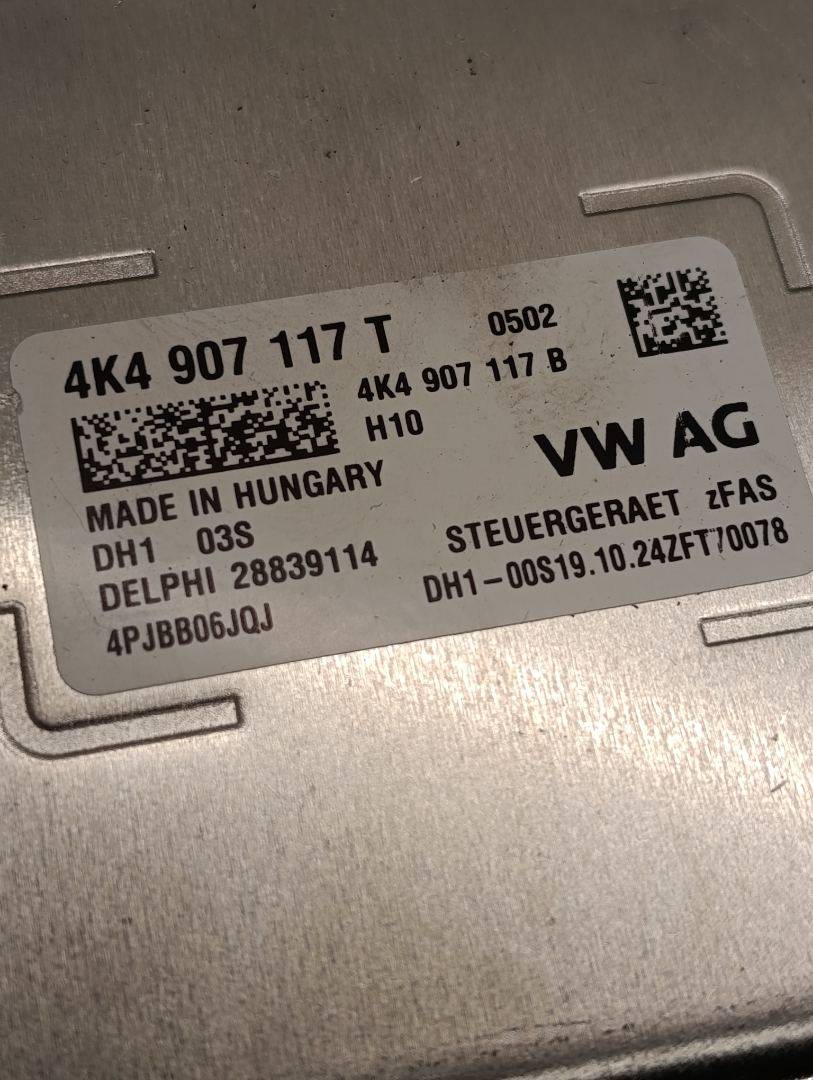 4K4 907 117 T 0502
4K4 907 117 B
H10
VW AG
MADE IN HUNGARY
DH1 03S
STEUERGERAET zFAS
DELPHI 28839114
DH1-00S19.10.24ZFT70078
4PJBB06JQJ